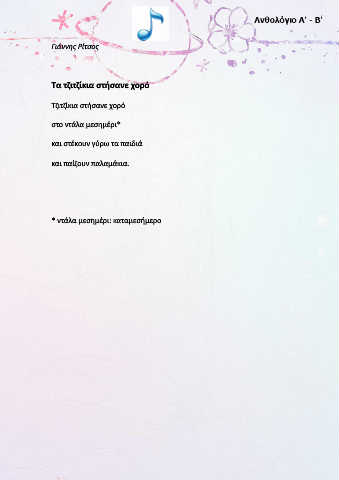 Ανθολόγιο Α' - Β'
Γιάννης Ρίτσος
Τα τζιτζίκια στήσανε χορό
Τζιτζίκια στήσανε χορό
στο ντάλα μεσημέρι*
και στέκουν γύρω τα παιδιά
και παίζουν παλαμάκια.
* ντάλα μεσημέρι: καταμεσήμερο